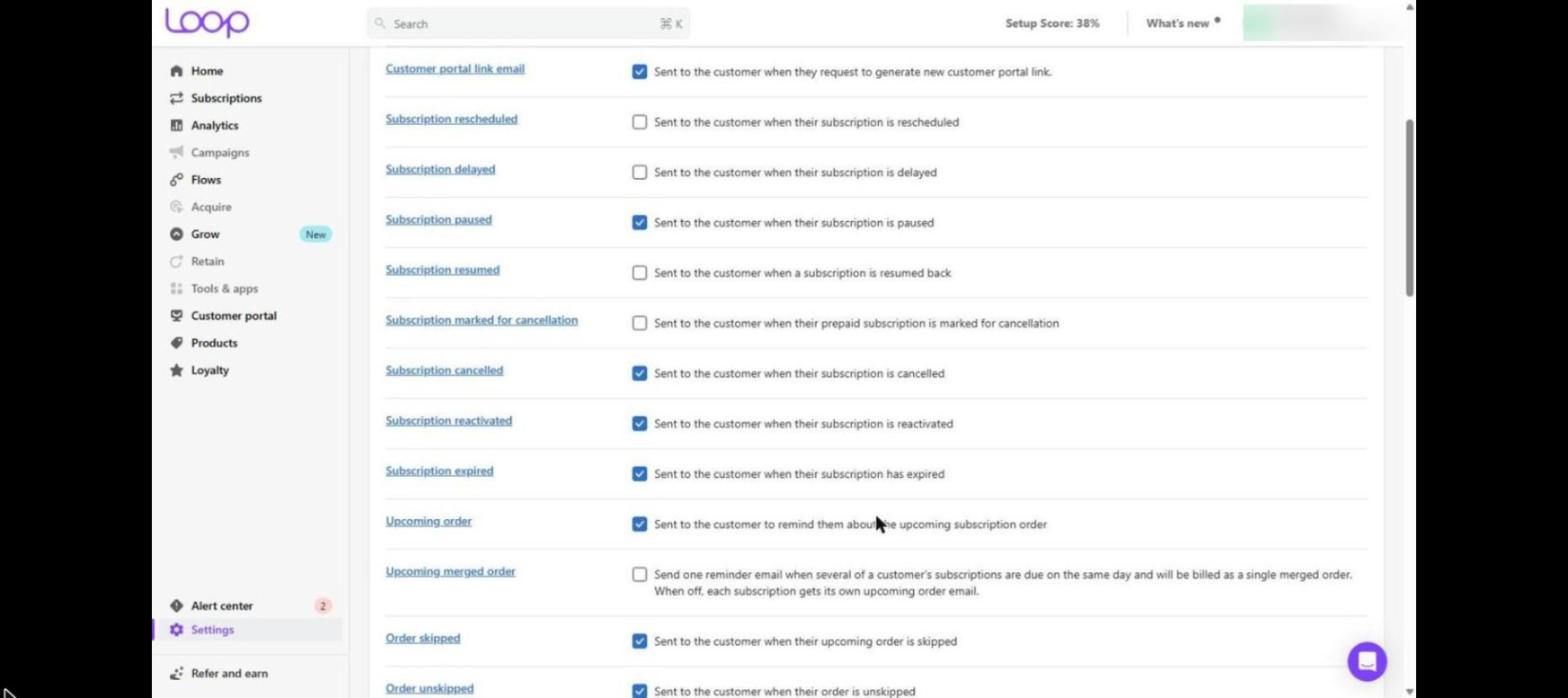 Loop
Search ⌘ K
Setup Score: 38%
What's new
Home
Subscriptions
Analytics
Campaigns
Flows
Acquire
Grow New
Retain
Tools & apps
Customer portal
Products
Loyalty
Alert center 2
Settings
Refer and earn
Customer portal link email
Sent to the customer when they request to generate new customer portal link.
Subscription rescheduled
Sent to the customer when their subscription is rescheduled
Subscription delayed
Sent to the customer when their subscription is delayed
Subscription paused
Sent to the customer when their subscription is paused
Subscription resumed
Sent to the customer when a subscription is resumed back
Subscription marked for cancellation
Sent to the customer when their prepaid subscription is marked for cancellation
Subscription cancelled
Sent to the customer when their subscription is cancelled
Subscription reactivated
Sent to the customer when their subscription is reactivated
Subscription expired
Sent to the customer when their subscription has expired
Upcoming order
Sent to the customer to remind them about the upcoming subscription order
Upcoming merged order
Send one reminder email when several of a customer's subscriptions are due on the same day and will be billed as a single merged order.
When off, each subscription gets its own upcoming order email.
Order skipped
Sent to the customer when their upcoming order is skipped
Order unskipped
Sent to the customer when their order is unskipped